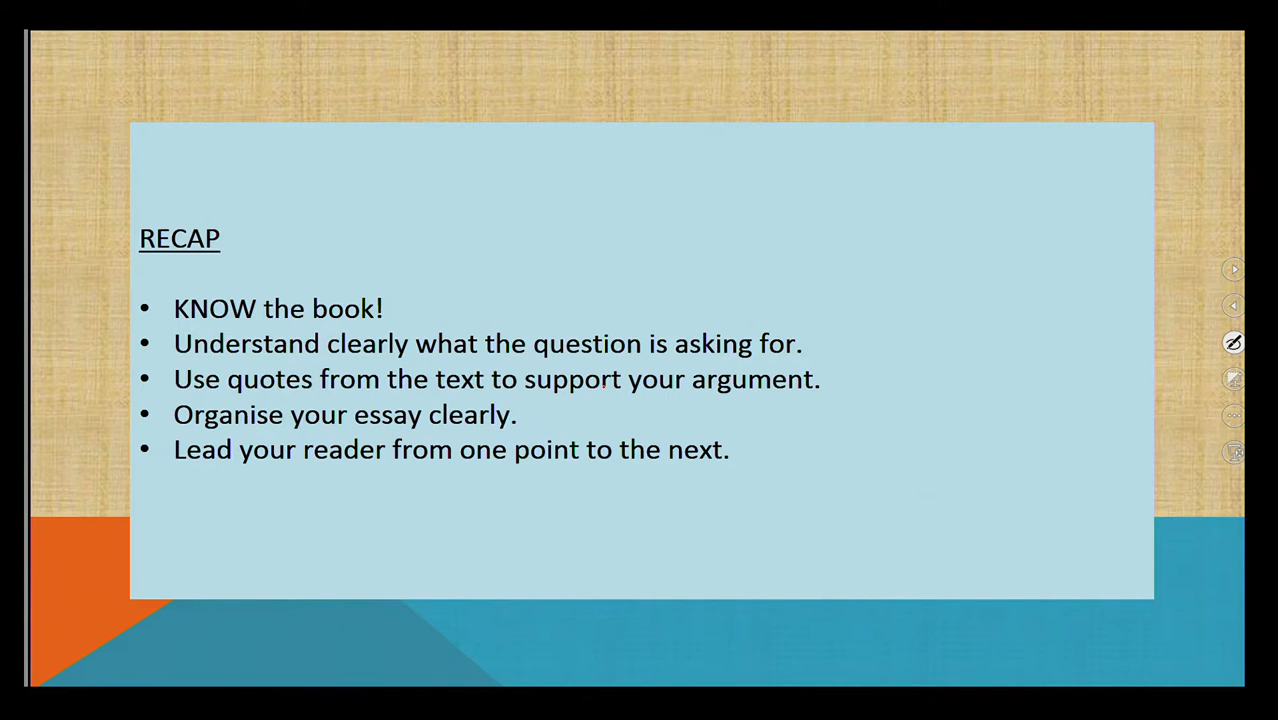 RECAP
• KNOW the book!
• Understand clearly what the question is asking for.
• Use quotes from the text to support your argument.
• Organise your essay clearly.
• Lead your reader from one point to the next.